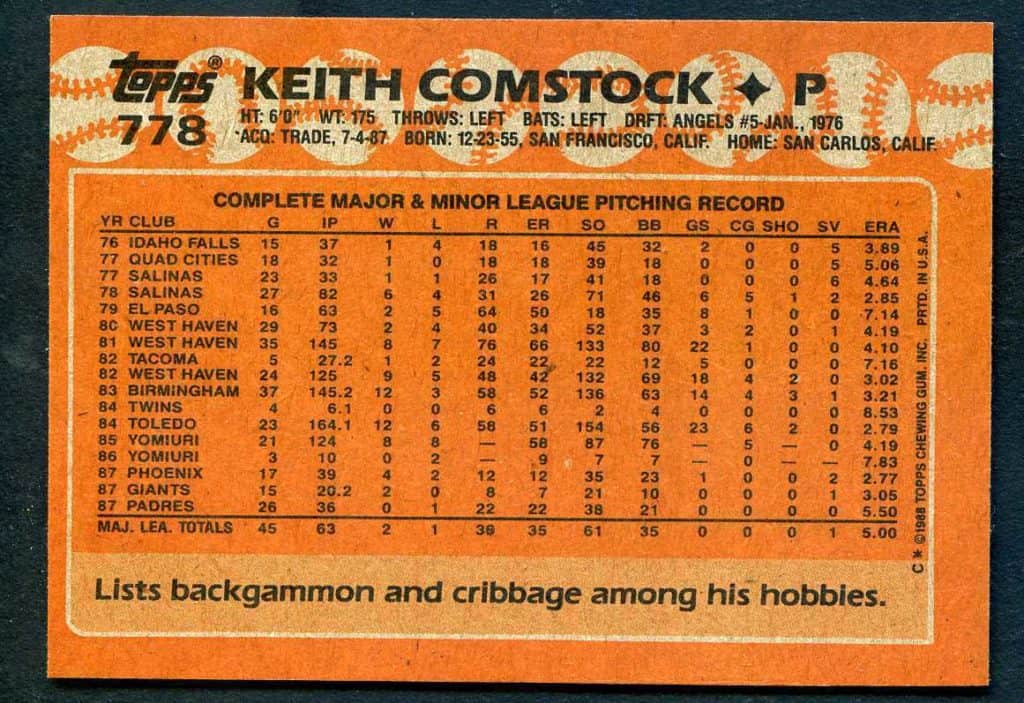 Topps® KEITH COMSTOCK ✦ P
778 HT: 6'0" WT: 175 THROWS: LEFT BATS: LEFT DRFT: ANGELS #5-JAN., 1976
ACQ: TRADE, 7-4-87 BORN: 12-23-55, SAN FRANCISCO, CALIF. HOME: SAN CARLOS, CALIF.
COMPLETE MAJOR & MINOR LEAGUE PITCHING RECORD
YR CLUB G IP W L R ER SO BB GS CG SHO SV ERA
76 IDAHO FALLS 15 37 1 4 18 16 45 32 2 0 0 5 3.89
77 QUAD CITIES 18 32 1 0 18 18 39 18 0 0 0 5 5.06
77 SALINAS 23 33 1 1 26 17 41 18 0 0 0 6 4.64
78 SALINAS 27 82 6 4 31 26 71 46 6 5 1 2 2.85
79 EL PASO 16 63 2 5 64 50 18 35 8 1 0 0 7.14
80 WEST HAVEN 29 73 2 4 40 34 52 37 3 2 0 1 4.19
81 WEST HAVEN 35 145 8 7 76 66 133 80 22 1 0 0 4.10
82 TACOMA 5 27.2 1 2 24 22 22 12 5 0 0 0 7.16
82 WEST HAVEN 24 125 9 5 48 42 132 69 18 4 2 0 3.02
83 BIRMINGHAM 37 145.2 12 3 58 52 136 63 14 4 3 1 3.21
84 TWINS 4 6.1 0 0 6 6 2 4 0 0 0 0 8.53
84 TOLEDO 23 164.1 12 6 58 51 154 56 23 6 2 0 2.79
85 YOMIURI 21 124 8 8 — 58 87 76 — 5 — 0 4.19
86 YOMIURI 3 10 0 2 — 9 7 7 — 0 — 0 7.83
87 PHOENIX 17 39 4 2 12 12 35 23 1 0 0 2 2.77
87 GIANTS 15 20.2 2 0 8 7 21 10 0 0 0 1 3.05
87 PADRES 26 36 0 1 22 22 38 21 0 0 0 0 5.50
MAJ. LEA. TOTALS 45 63 2 1 36 35 61 35 0 0 0 1 5.00
Lists backgammon and cribbage among his hobbies.
C * ©1988 TOPPS CHEWING GUM, INC. PRTD. IN U.S.A.